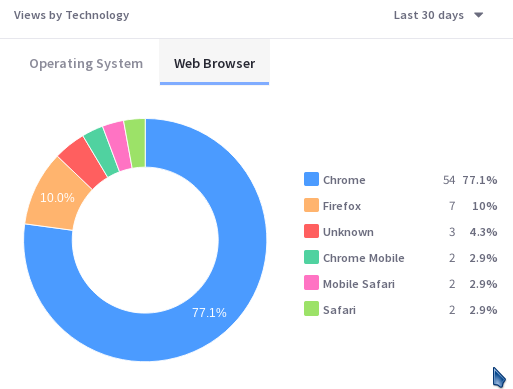 Views by Technology Last 30 days
Operating System Web Browser
10.0%
77.1%
Chrome 54 77.1%
Firefox 7 10%
Unknown 3 4.3%
Chrome Mobile 2 2.9%
Mobile Safari 2 2.9%
Safari 2 2.9%